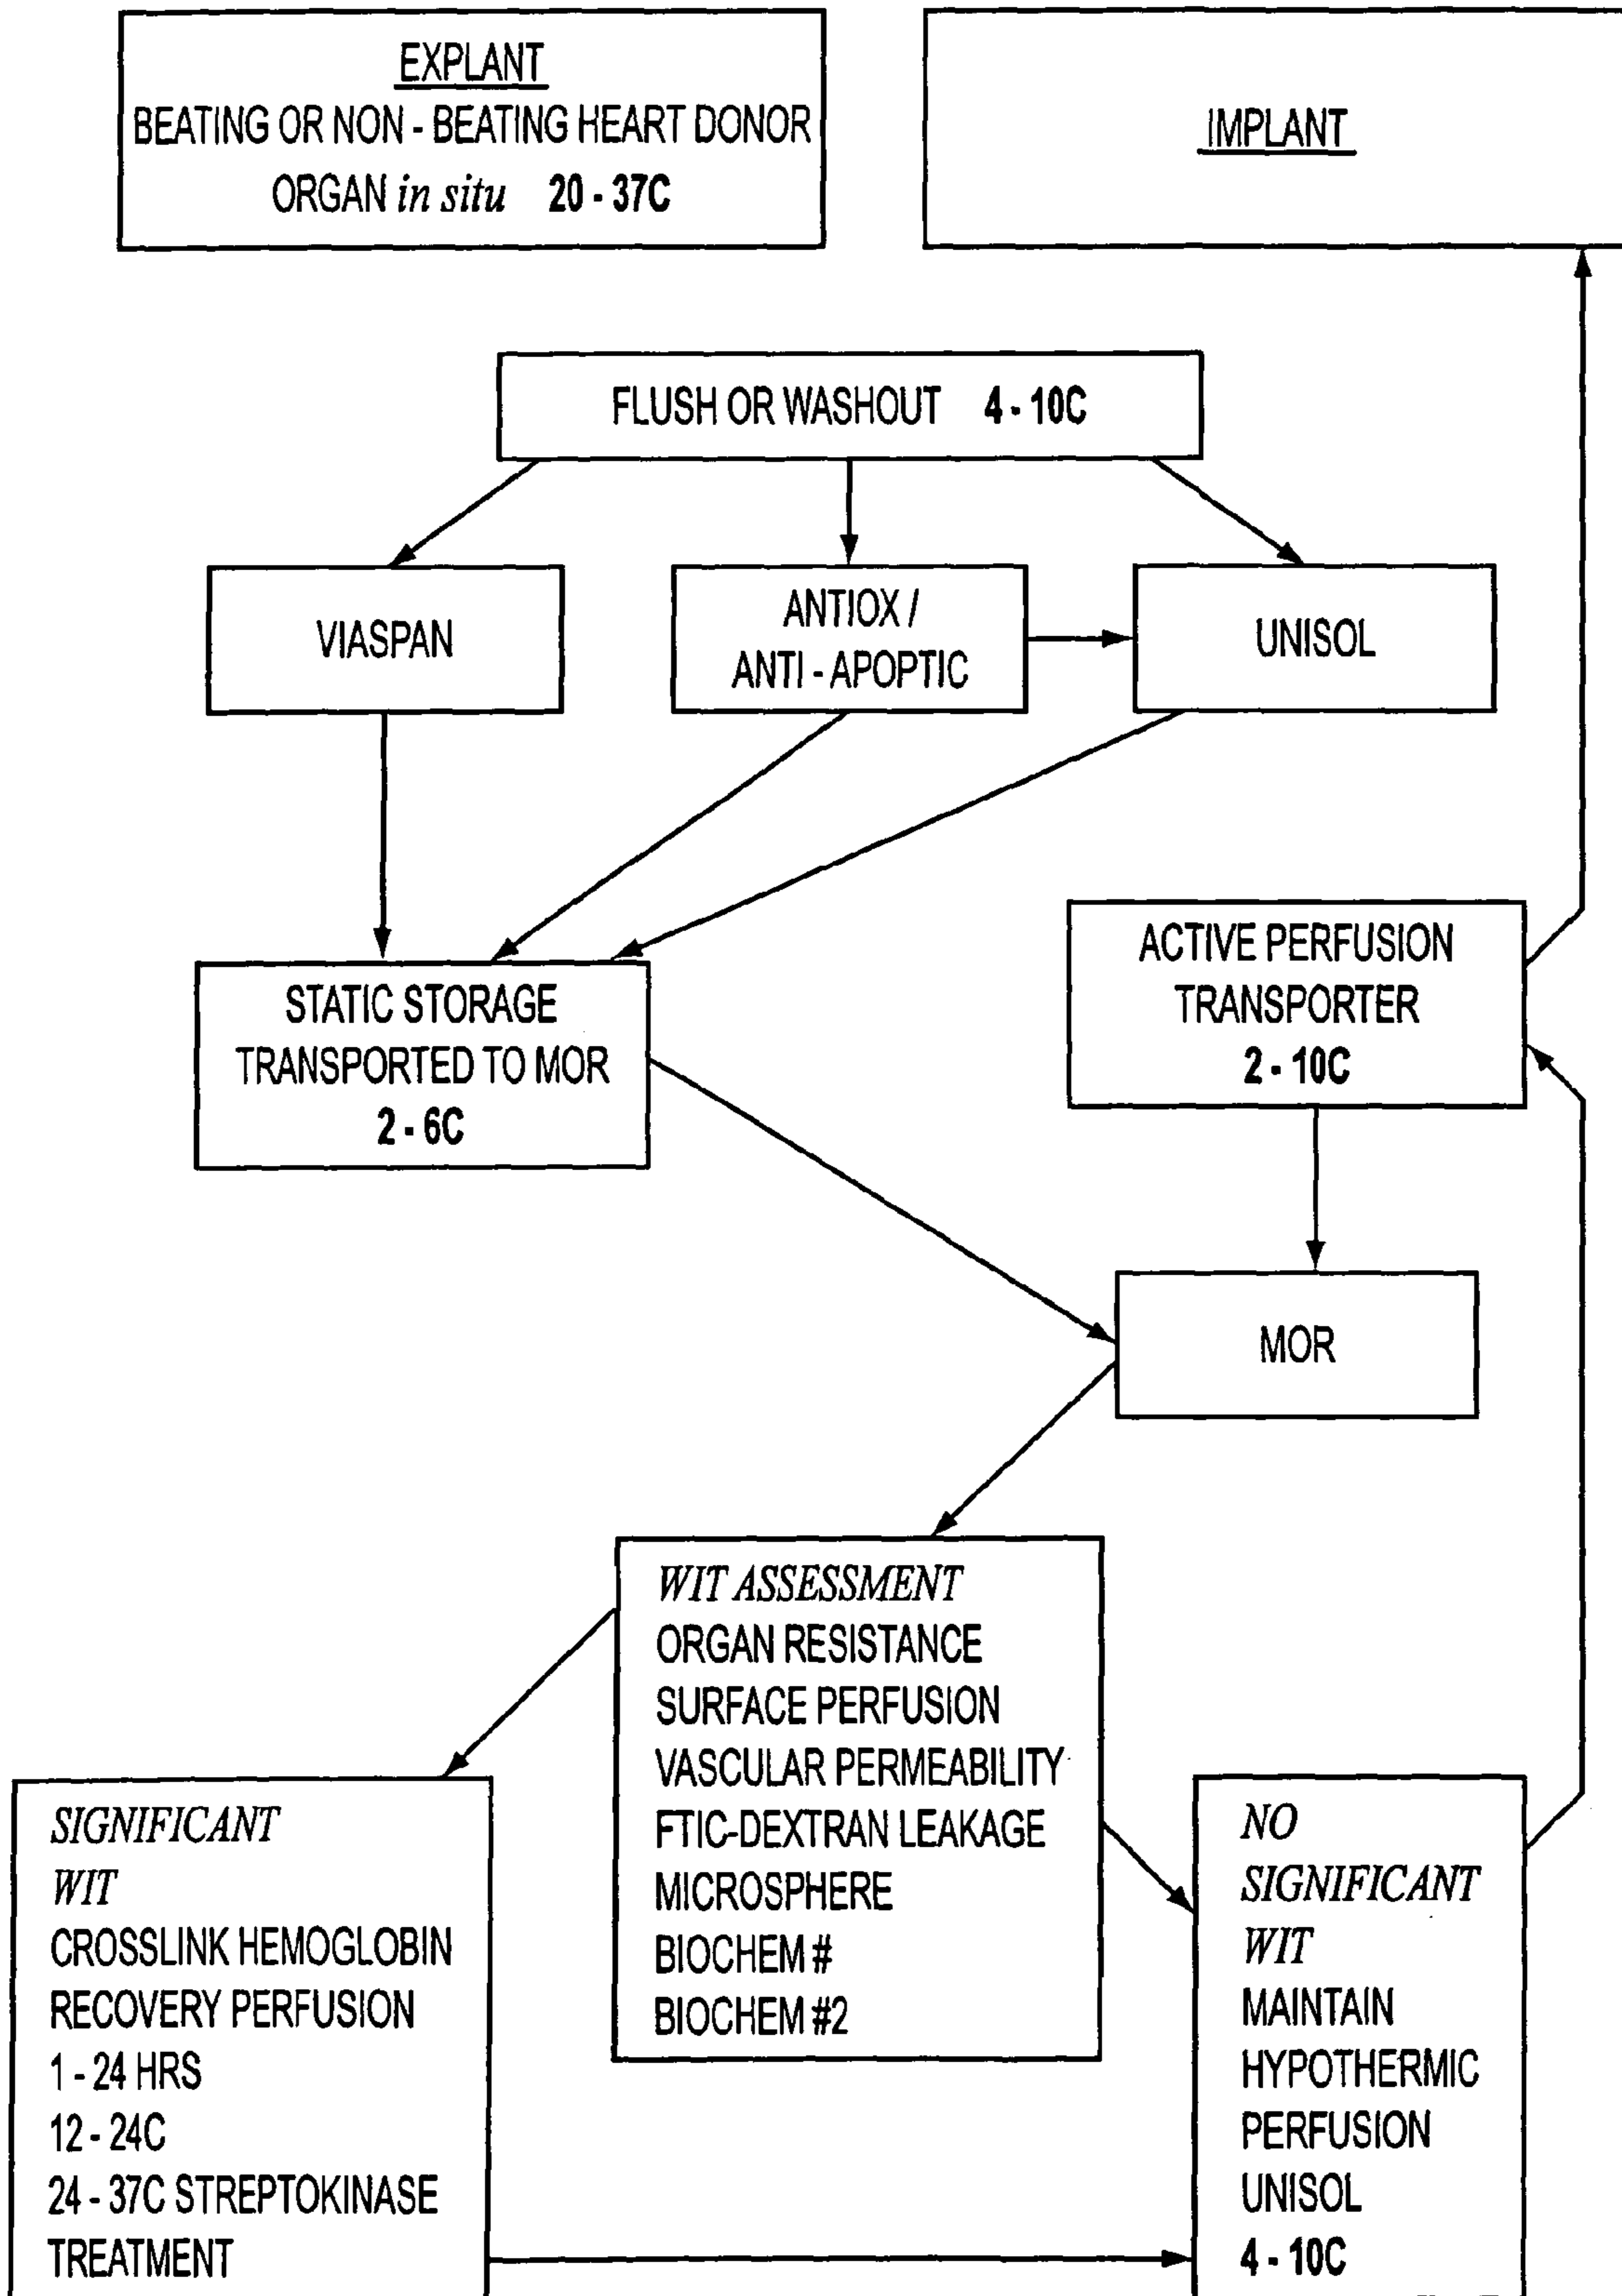 EXPLANT
BEATING OR NON - BEATING HEART DONOR
ORGAN in situ 20 - 37C
IMPLANT
FLUSH OR WASHOUT 4 - 10C
VIASPAN
ANTIOX /
ANTI - APOPTIC
UNISOL
STATIC STORAGE
TRANSPORTED TO MOR
2 - 6C
ACTIVE PERFUSION
TRANSPORTER
2 - 10C
MOR
WIT ASSESSMENT
ORGAN RESISTANCE
SURFACE PERFUSION
VASCULAR PERMEABILITY
FTIC-DEXTRAN LEAKAGE
MICROSPHERE
BIOCHEM #
BIOCHEM #2
SIGNIFICANT
WIT
CROSSLINK HEMOGLOBIN
RECOVERY PERFUSION
1 - 24 HRS
12 - 24C
24 - 37C STREPTOKINASE
TREATMENT
NO
SIGNIFICANT
WIT
MAINTAIN
HYPOTHERMIC
PERFUSION
UNISOL
4 - 10C